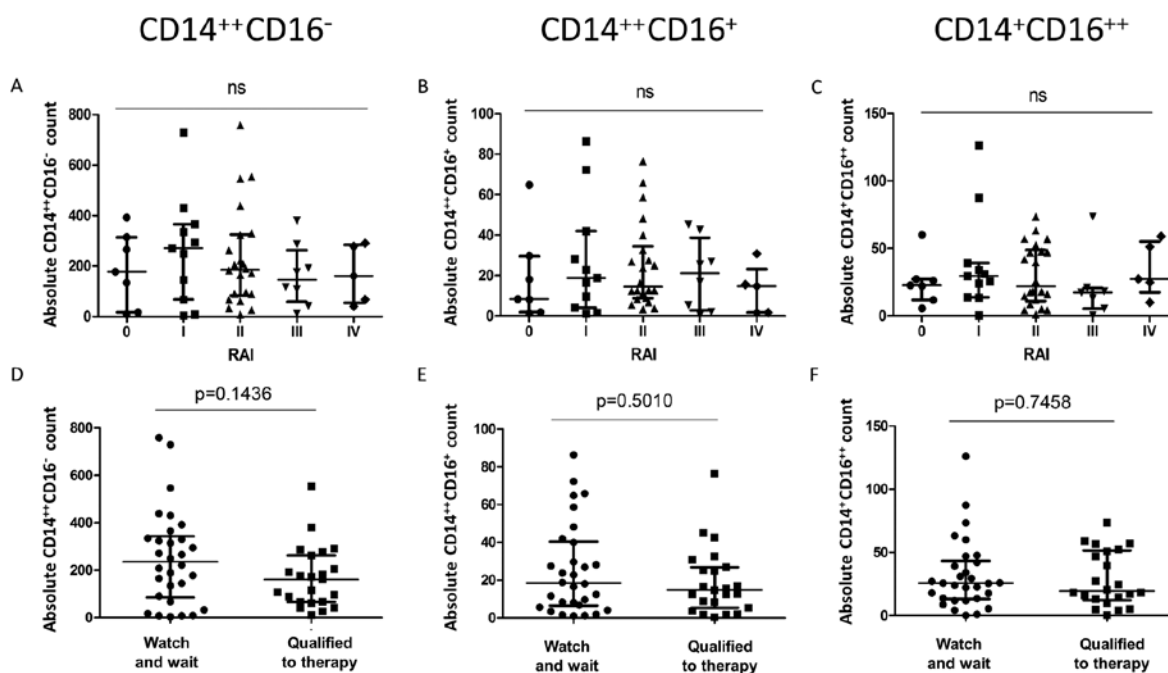 CD14⁺⁺CD16⁻
CD14⁺⁺CD16⁺
CD14⁺CD16⁺⁺
A
ns
Absolute CD14⁺⁺CD16⁻ count
800
600
400
200
0
0 I II III IV
RAI
B
ns
Absolute CD14⁺⁺CD16⁺ count
100
80
60
40
20
0
0 I II III IV
RAI
C
ns
Absolute CD14⁺CD16⁺⁺ count
150
100
50
0
0 I II III IV
RAI
D
p=0.1436
Absolute CD14⁺⁺CD16⁻ count
800
600
400
200
0
Watch Qualified
and wait to therapy
E
p=0.5010
Absolute CD14⁺⁺CD16⁺ count
100
80
60
40
20
0
Watch Qualified
and wait to therapy
F
p=0.7458
Absolute CD14⁺CD16⁺⁺ count
150
100
50
0
Watch Qualified
and wait to therapy